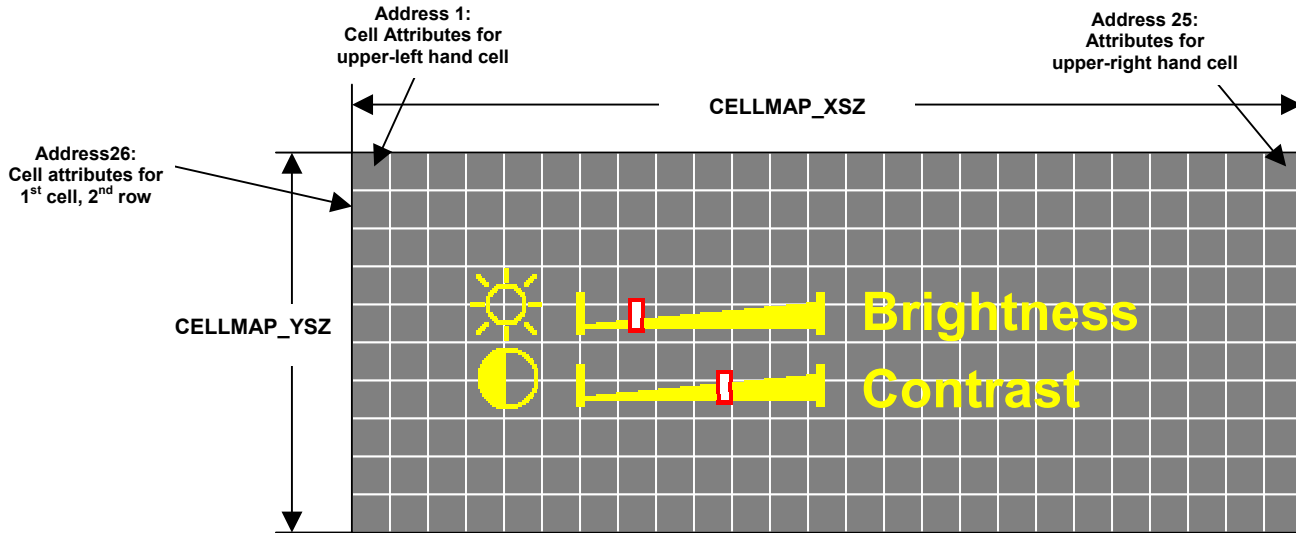 Address 1:
Cell Attributes for
upper-left hand cell
Address 25:
Attributes for
upper-right hand cell
CELLMAP_XSZ
Address26:
Cell attributes for
1st cell, 2nd row
CELLMAP_YSZ
Brightness
Contrast